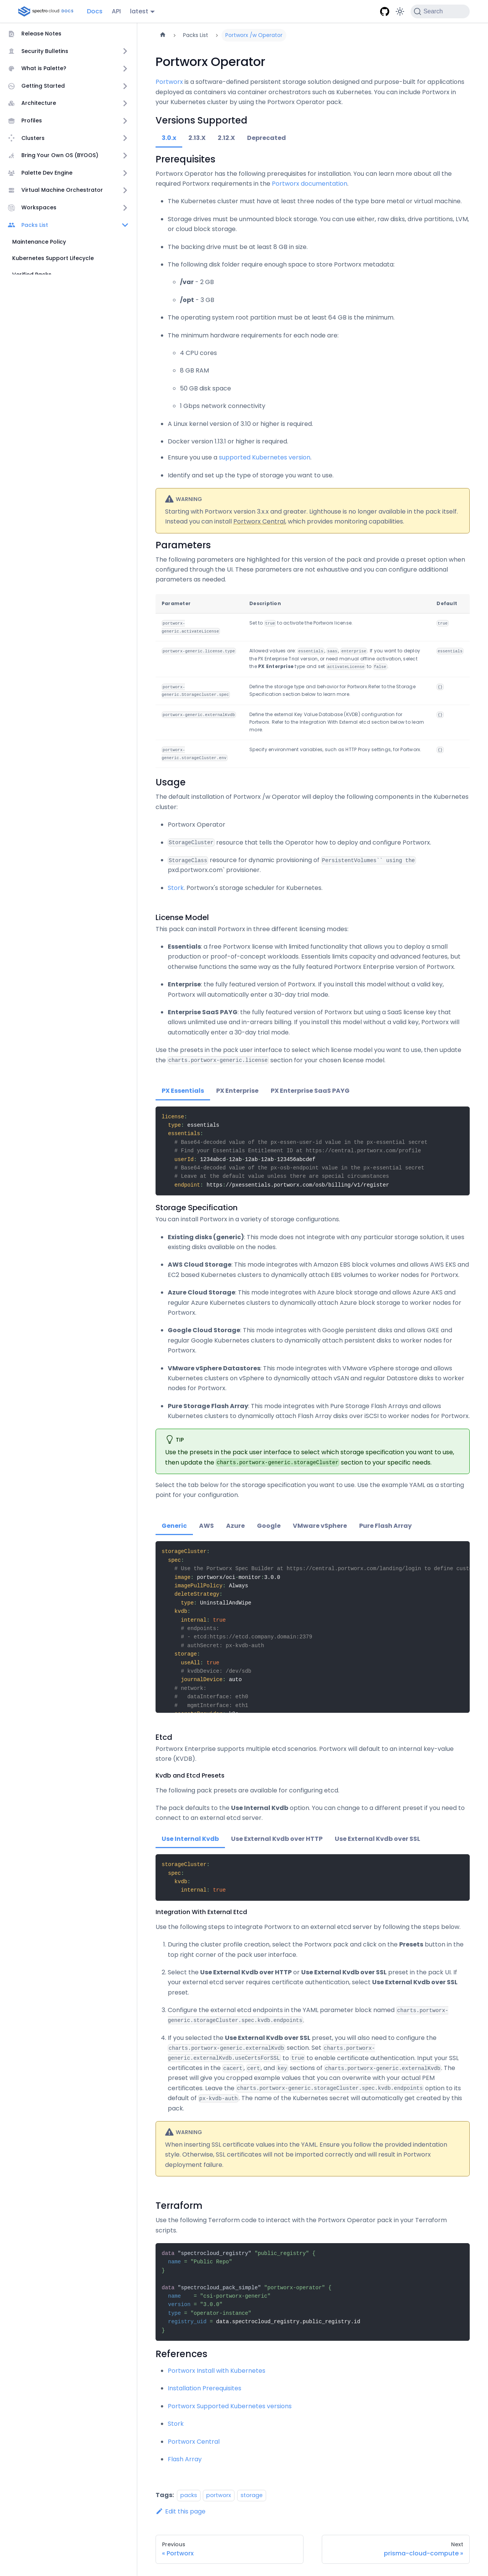 spectrocloud DOCS
Docs
API
latest
Search
Release Notes
Security Bulletins
What is Palette?
Getting Started
Architecture
Profiles
Clusters
Bring Your Own OS (BYOOS)
Palette Dev Engine
Virtual Machine Orchestrator
Workspaces
Packs List
Maintenance Policy
Kubernetes Support Lifecycle
Verified Packs
Packs List
Portworx /w Operator
Portworx Operator
Portworx is a software-defined persistent storage solution designed and purpose-built for applications
deployed as containers via container orchestrators such as Kubernetes. You can include Portworx in
your Kubernetes cluster by using the Portworx Operator pack.
Versions Supported
3.0.x
2.13.X
2.12.X
Deprecated
Prerequisites
Portworx Operator has the following prerequisites for installation. You can learn more about all the
required Portworx requirements in the Portworx documentation.
The Kubernetes cluster must have at least three nodes of the type bare metal or virtual machine.
Storage drives must be unmounted block storage. You can use either, raw disks, drive partitions, LVM,
or cloud block storage.
The backing drive must be at least 8 GB in size.
The following disk folder require enough space to store Portworx metadata:
/var - 2 GB
/opt - 3 GB
The operating system root partition must be at least 64 GB is the minimum.
The minimum hardware requirements for each node are:
4 CPU cores
8 GB RAM
50 GB disk space
1 Gbps network connectivity
A Linux kernel version of 3.10 or higher is required.
Docker version 1.13.1 or higher is required.
Ensure you use a supported Kubernetes version.
Identify and set up the type of storage you want to use.
WARNING
Starting with Portworx version 3.x.x and greater. Lighthouse is no longer available in the pack itself.
Instead you can install Portworx Central, which provides monitoring capabilities.
Parameters
The following parameters are highlighted for this version of the pack and provide a preset option when
configured through the UI. These parameters are not exhaustive and you can configure additional
parameters as needed.
Parameter
Description
Default
portworx-generic.activateLicense
Set to true to activate the Portworx license
true
portworx-generic.license.type
Allowed values are: essentials, saas, enterprise. If you want to deploy
the PX Enterprise Trial version, or need manual offline activation, select
the PX Enterprise type and set activateLicense to false
essentials
portworx-generic.storageCluster.spec
Define the storage type and behavior for Portworx Refer to the Storage
Specification section below to learn more
{}
portworx-generic.externalKvdb
Define the external Key Value Database (KVDB) configuration for
Portworx. Refer to the Integration With External etcd section below to learn
more
{}
portworx-generic.storageCluster.env
Specify environment variables, such as HTTP Proxy settings, for Portworx
[]
Usage
The default installation of Portworx /w Operator will deploy the following components in the Kubernetes
cluster:
Portworx Operator
StorageCluster resource that tells the Operator how to deploy and configure Portworx.
StorageClass resource for dynamic provisioning of PersistentVolumes`` using the
pxd.portworx.com` provisioner.
Stork. Portworx's storage scheduler for Kubernetes.
License Model
This pack can install Portworx in three different licensing modes:
Essentials: a free Portworx license with limited functionality that allows you to deploy a small
production or proof-of-concept workloads. Essentials limits capacity and advanced features, but
otherwise functions the same way as the fully featured Portworx Enterprise version of Portworx.
Enterprise: the fully featured version of Portworx. If you install this model without a valid key,
Portworx will automatically enter a 30-day trial mode.
Enterprise SaaS PAYG: the fully featured version of Portworx but using a SaaS license key that
allows unlimited use and in-arrears billing. If you install this model without a valid key, Portworx will
automatically enter a 30-day trial mode.
Use the presets in the pack user interface to select which license model you want to use, then update
the charts.portworx-generic.license section for your chosen license model.
PX Essentials
PX Enterprise
PX Enterprise SaaS PAYG
license:
type: essentials
essentials:
# Base64-decoded value of the px-essen-user-id value in the px-essential secret
# Find your Essentials Entitlement ID at https://central.portworx.com/profile
userId: 1234abcd-12ab-12ab-12ab-123456abcdef
# Base64-decoded value of the px-osb-endpoint value in the px-essential secret
# Leave at the default value unless there are special circumstances
endpoint: https://pxessentials.portworx.com/osb/billing/v1/register
Storage Specification
You can install Portworx in a variety of storage configurations.
Existing disks (generic): This mode does not integrate with any particular storage solution, it uses
existing disks available on the nodes.
AWS Cloud Storage: This mode integrates with Amazon EBS block volumes and allows AWS EKS and
EC2 based Kubernetes clusters to dynamically attach EBS volumes to worker nodes for Portworx.
Azure Cloud Storage: This mode integrates with Azure block storage and allows Azure AKS and
regular Azure Kubernetes clusters to dynamically attach Azure block storage to worker nodes for
Portworx.
Google Cloud Storage: This mode integrates with Google persistent disks and allows GKE and
regular Google Kubernetes clusters to dynamically attach persistent disks to worker nodes for
Portworx.
VMware vSphere Datastores: This mode integrates with VMware vSphere storage and allows
Kubernetes clusters on vSphere to dynamically attach vSAN and regular Datastore disks to worker
nodes for Portworx.
Pure Storage Flash Array: This mode integrates with Pure Storage Flash Arrays and allows
Kubernetes clusters to dynamically attach Flash Array disks over iSCSI to worker nodes for Portworx.
TIP
Use the presets in the pack user interface to select which storage specification you want to use,
then update the charts.portworx-generic.storageCluster section to your specific needs.
Select the tab below for the storage specification you want to use. Use the example YAML as a starting
point for your configuration.
Generic
AWS
Azure
Google
VMware vSphere
Pure Flash Array
storageCluster:
spec:
# Use the Portworx Spec Builder at https://central.portworx.com/landing/login to define cust
image: portworx/oci-monitor:3.0.0
imagePullPolicy: Always
deleteStrategy:
type: UninstallAndWipe
kvdb:
internal: true
# endpoints:
# - etcd:https://etcd.company.domain:2379
# authSecret: px-kvdb-auth
storage:
useAll: true
# kvdbDevice: /dev/sdb
journalDevice: auto
# network:
# dataInterface: eth0
# mgmtInterface: eth1
Etcd
Portworx Enterprise supports multiple etcd scenarios. Portworx will default to an internal key-value
store (KVDB).
Kvdb and Etcd Presets
The following pack presets are available for configuring etcd.
The pack defaults to the Use Internal Kvdb option. You can change to a different preset if you need to
connect to an external etcd server.
Use Internal Kvdb
Use External Kvdb over HTTP
Use External Kvdb over SSL
storageCluster:
spec:
kvdb:
internal: true
Integration With External Etcd
Use the following steps to integrate Portworx to an external etcd server by following the steps below.
1. During the cluster profile creation, select the Portworx pack and click on the Presets button in the
top right corner of the pack user interface.
2. Select the Use External Kvdb over HTTP or Use External Kvdb over SSL preset in the pack UI. If
your external etcd server requires certificate authentication, select Use External Kvdb over SSL
preset.
3. Configure the external etcd endpoints in the YAML parameter block named charts.portworx-
generic.storageCluster.spec.kvdb.endpoints.
4. If you selected the Use External Kvdb over SSL preset, you will also need to configure the
charts.portworx-generic.externalKvdb section. Set charts.portworx-
generic.externalKvdb.useCertsForSSL to true to enable certificate authentication. Input your SSL
certificates in the cacert, cert, and key sections of charts.portworx-generic.externalKvdb. The
preset will give you cropped example values that you can overwrite with your actual PEM
certificates. Leave the charts.portworx-generic.storageCluster.spec.kvdb.endpoints option to its
default of px-kvdb-auth. The name of the Kubernetes secret will automatically get created by this
pack.
WARNING
When inserting SSL certificate values into the YAML. Ensure you follow the provided indentation
style. Otherwise, SSL certificates will not be imported correctly and will result in Portworx
deployment failure.
Terraform
Use the following Terraform code to interact with the Portworx Operator pack in your Terraform
scripts.
data "spectrocloud_registry" "public_registry" {
name = "Public Repo"
}
data "spectrocloud_pack_simple" "portworx-operator" {
name = "csi-portworx-generic"
version = "3.0.0"
type = "operator-instance"
registry_uid = data.spectrocloud_registry.public_registry.id
}
References
Portworx Install with Kubernetes
Installation Prerequisites
Portworx Supported Kubernetes versions
Stork
Portworx Central
Flash Array
Tags:
packs
portworx
storage
Edit this page
Previous
« Portworx
Next
prisma-cloud-compute »